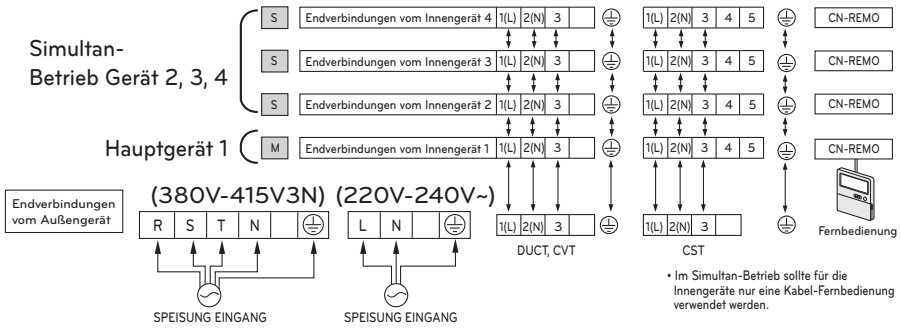 S Endverbindungen vom Innengerät 4 1(L) 2(N) 3 1(L) 2(N) 3 4 5 CN-REMO
Simultan-
Betrieb Gerät 2, 3, 4
S Endverbindungen vom Innengerät 3 1(L) 2(N) 3 1(L) 2(N) 3 4 5 CN-REMO
S Endverbindungen vom Innengerät 2 1(L) 2(N) 3 1(L) 2(N) 3 4 5 CN-REMO
Hauptgerät 1 M Endverbindungen vom Innengerät 1 1(L) 2(N) 3 1(L) 2(N) 3 4 5 CN-REMO
Endverbindungen
vom Außengerät
(380V-415V3N) (220V-240V~)
R S T N L N 1(L) 2(N) 3 1(L) 2(N) 3
Fernbedienung
DUCT, CVT CST
• Im Simultan-Betrieb sollte für die
Innengeräte nur eine Kabel-Fernbedienung
verwendet werden.
SPEISUNG EINGANG SPEISUNG EINGANG